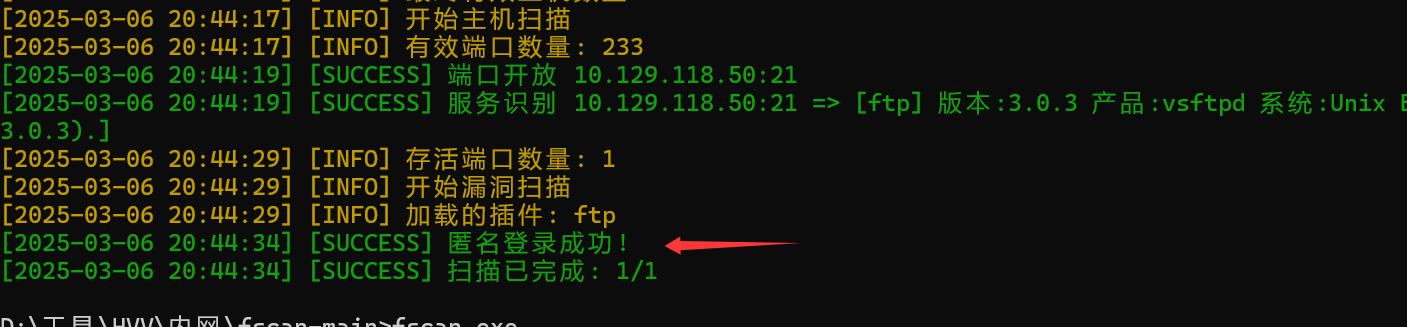 [2025-03-06 20:44:17] [INFO] 开始主机扫描
[2025-03-06 20:44:17] [INFO] 有效端口数量: 233
[2025-03-06 20:44:19] [SUCCESS] 端口开放 10.129.118.50:21
[2025-03-06 20:44:19] [SUCCESS] 服务识别 10.129.118.50:21 => [ftp] 版本:3.0.3 产品:vsftpd 系统:Unix
3.0.3).]
[2025-03-06 20:44:29] [INFO] 存活端口数量: 1
[2025-03-06 20:44:29] [INFO] 开始漏洞扫描
[2025-03-06 20:44:29] [INFO] 加载的插件: ftp
[2025-03-06 20:44:34] [SUCCESS] 匿名登录成功!
[2025-03-06 20:44:34] [SUCCESS] 扫描已完成: 1/1
D:\工具\HVV\内网\fscan-main>fscan.exe